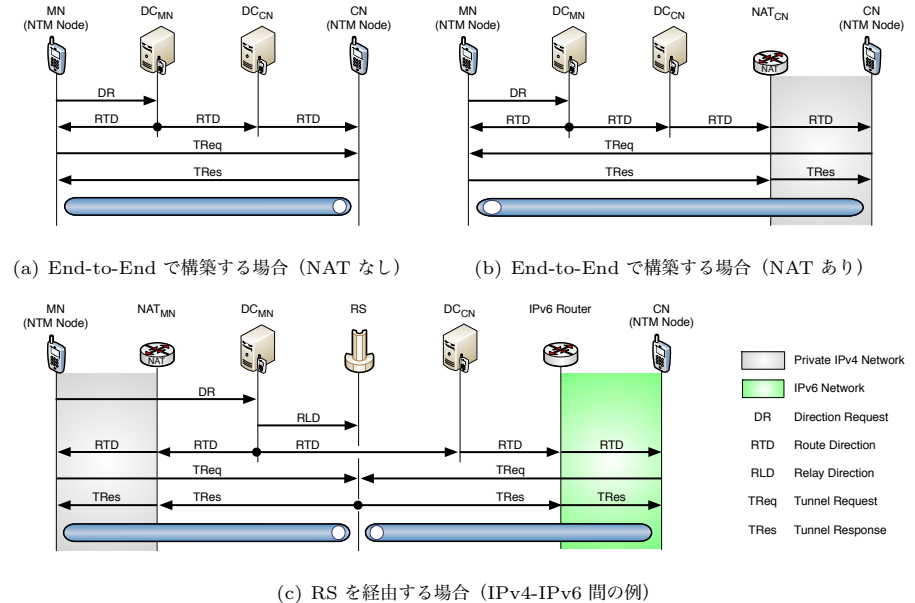 MN (NTM Node)
DC_MN
DC_CN
CN (NTM Node)
DR
RTD
RTD
RTD
TReq
TRes
(a) End-to-End で構築する場合（NAT なし）
MN (NTM Node)
DC_MN
DC_CN
NAT_CN
CN (NTM Node)
NAT
DR
RTD
RTD
RTD
RTD
TReq
TRes
TRes
(b) End-to-End で構築する場合（NAT あり）
MN (NTM Node)
NAT_MN
DC_MN
RS
DC_CN
IPv6 Router
CN (NTM Node)
NAT
DR
RLD
RTD
RTD
RTD
RTD
RTD
TReq
TReq
TRes
TRes
TRes
TRes
Private IPv4 Network
IPv6 Network
DR Direction Request
RTD Route Direction
RLD Relay Direction
TReq Tunnel Request
TRes Tunnel Response
(c) RS を経由する場合（IPv4-IPv6 間の例）